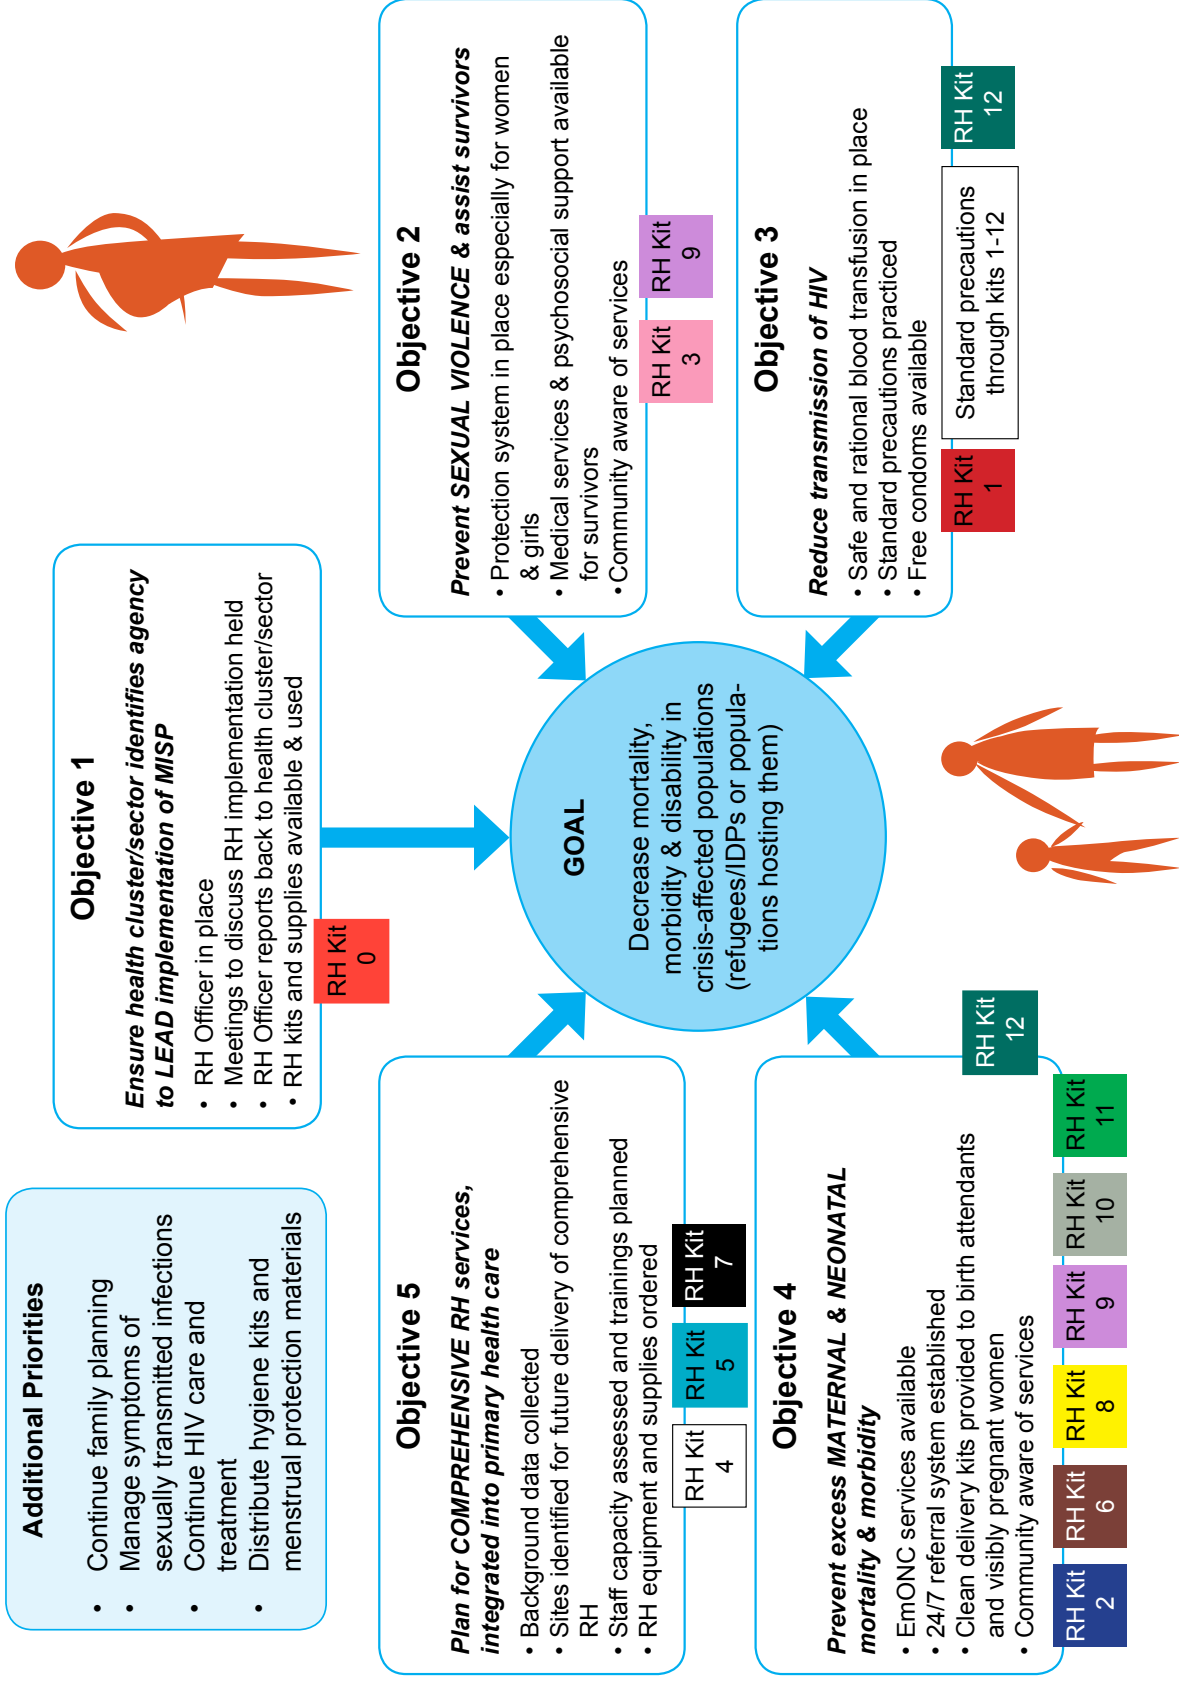 Additional Priorities
• Continue family planning
• Manage symptoms of
sexually transmitted infections
• Continue HIV care and
treatment
• Distribute hygiene kits and
menstrual protection materials
Objective 1
Ensure health cluster/sector identifies agency
to LEAD implementation of MISP
• RH Officer in place
• Meetings to discuss RH implementation held
• RH Officer reports back to health cluster/sector
• RH kits and supplies available & used
RH Kit
0
Objective 5
Plan for COMPREHENSIVE RH services,
integrated into primary health care
• Background data collected
• Sites identified for future delivery of comprehensive
RH
• Staff capacity assessed and trainings planned
• RH equipment and supplies ordered
RH Kit
4
RH Kit
5
RH Kit
7
GOAL
Decrease mortality,
morbidity & disability in
crisis-affected populations
(refugees/IDPs or popula-
tions hosting them)
Objective 2
Prevent SEXUAL VIOLENCE & assist survivors
• Protection system in place especially for women
& girls
• Medical services & psychosocial support available
for survivors
• Community aware of services
RH Kit
3
RH Kit
9
Objective 4
Prevent excess MATERNAL & NEONATAL
mortality & morbidity
• EmONC services available
• 24/7 referral system established
• Clean delivery kits provided to birth attendants
and visibly pregnant women
• Community aware of services
RH Kit
2
RH Kit
6
RH Kit
8
RH Kit
9
RH Kit
10
RH Kit
11
RH Kit
12
Objective 3
Reduce transmission of HIV
• Safe and rational blood transfusion in place
• Standard precautions practiced
• Free condoms available
RH Kit
1
Standard precautions
through kits 1-12
RH Kit
12